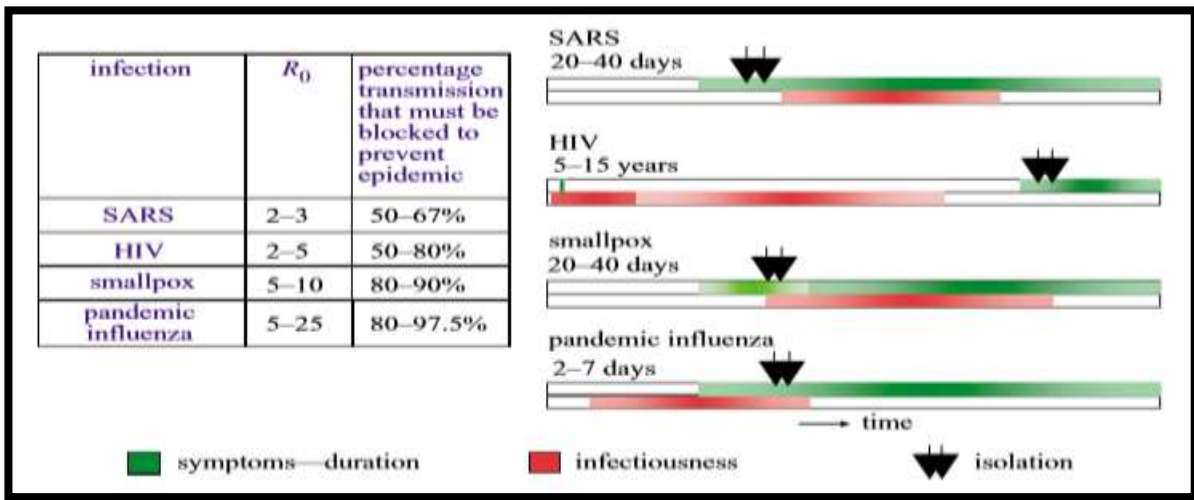 infection
R0
percentage
transmission
that must be
blocked to
prevent
epidemic
SARS 2–3 50–67%
HIV 2–5 50–80%
smallpox 5–10 80–90%
pandemic
influenza
5–25 80–97.5%
SARS
20–40 days
HIV
5–15 years
smallpox
20–40 days
pandemic influenza
2–7 days
time
symptoms—duration
infectiousness
isolation